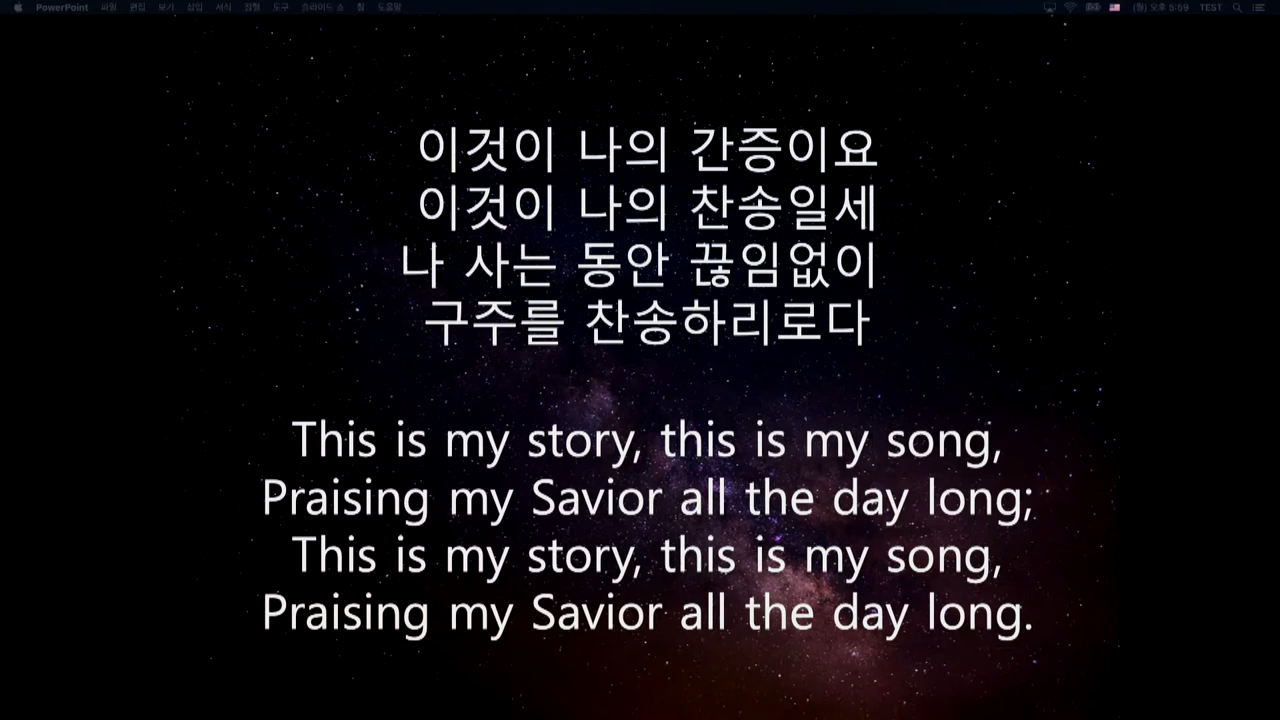 PowerPoint 파일 편집 보기 삽입 서식 정렬 도구 슬라이드 쇼 창 도움말 (월) 오후 5:59 TEST
이것이 나의 간증이요
이것이 나의 찬송일세
나 사는 동안 끊임없이
구주를 찬송하리로다
This is my story, this is my song,
Praising my Savior all the day long;
This is my story, this is my song,
Praising my Savior all the day long.